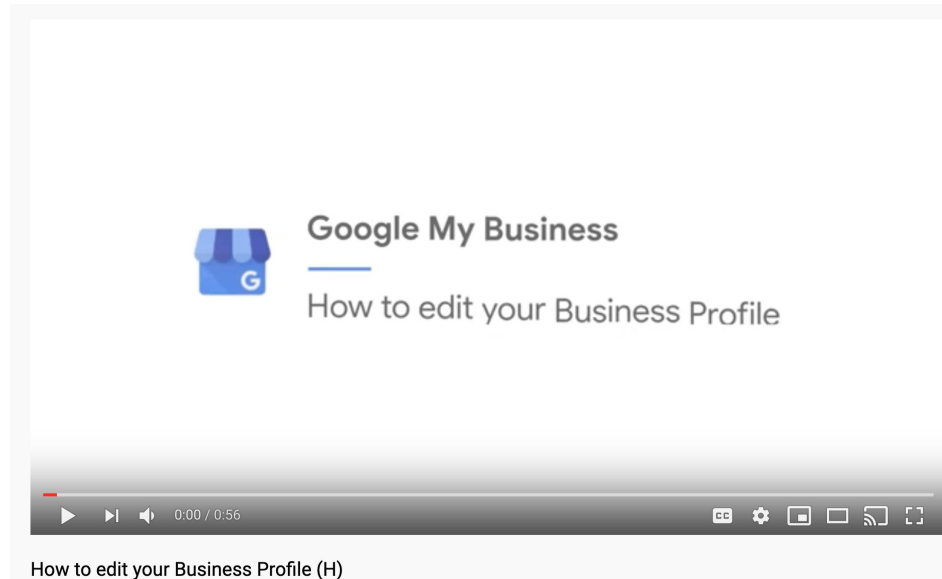 Google My Business
G
How to edit your Business Profile
0:00 / 0:56
CC
How to edit your Business Profile (H)